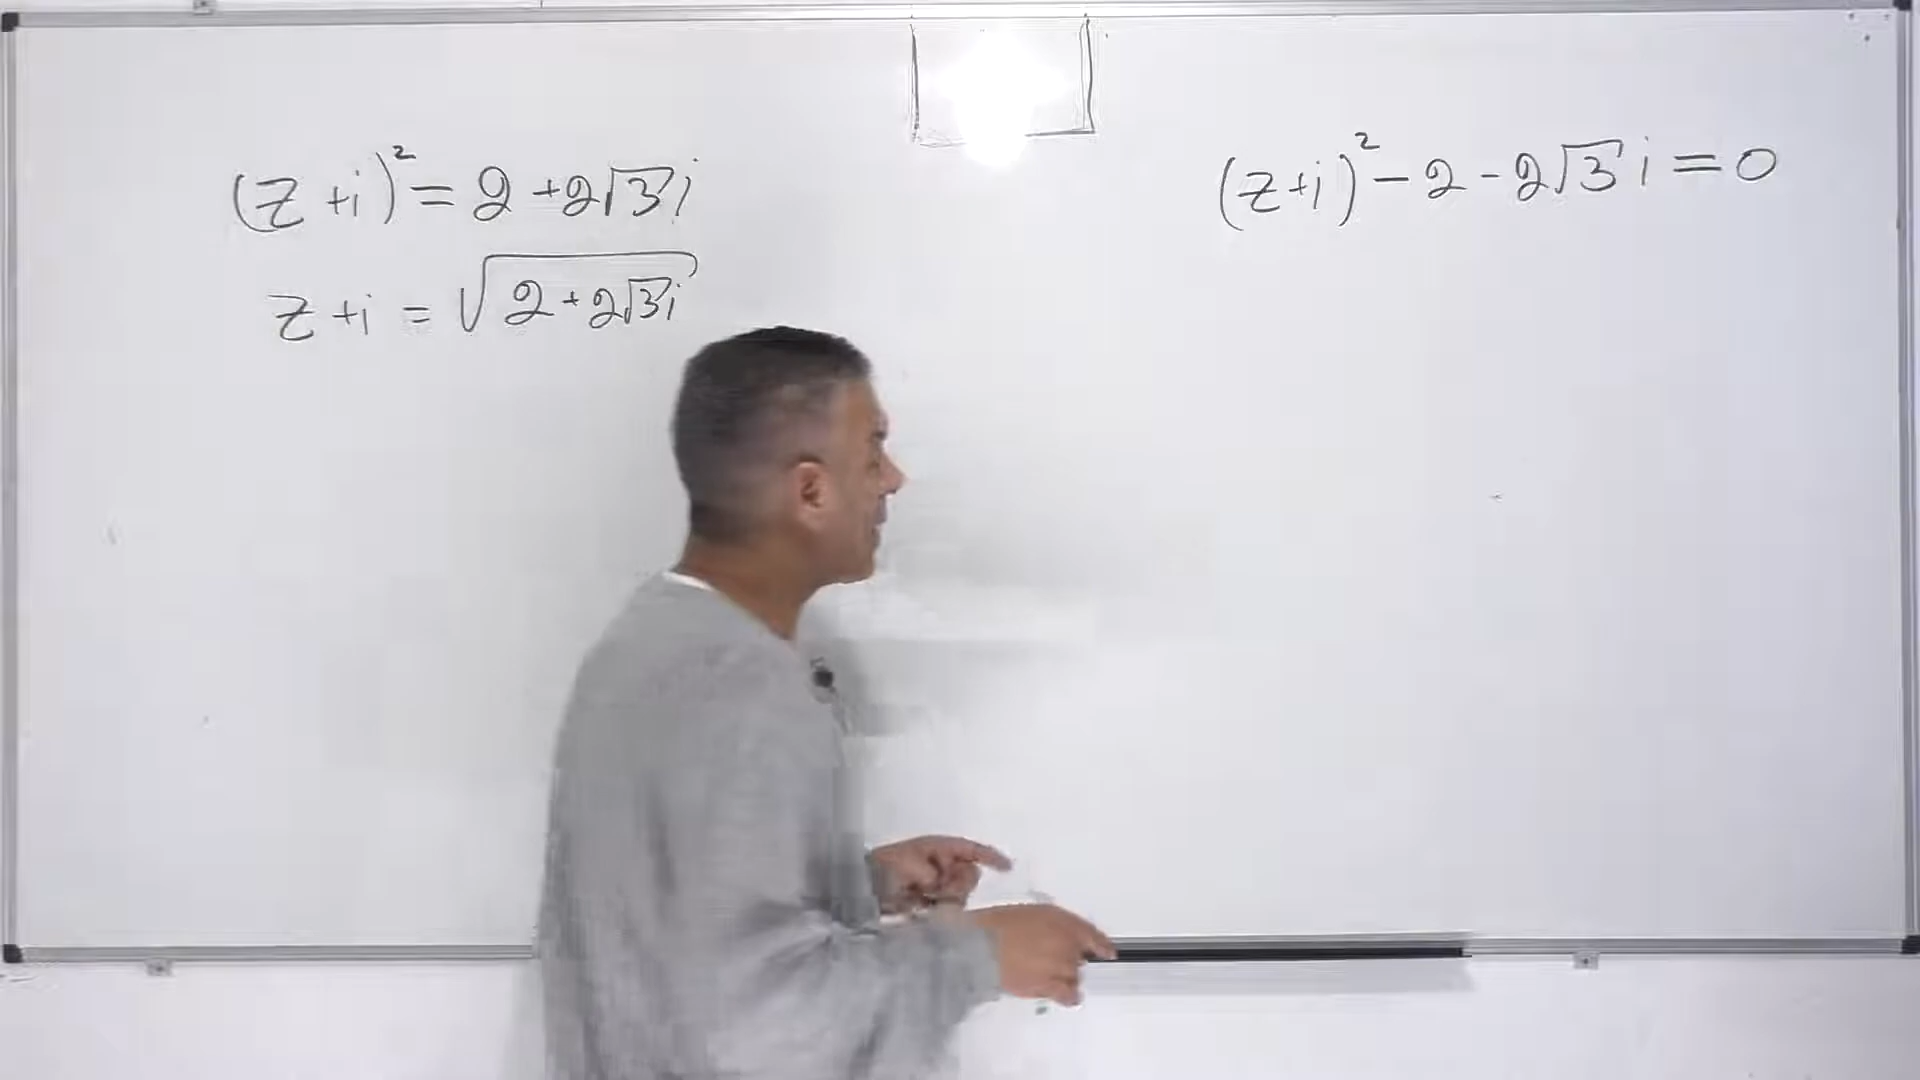 (z+i)² = 2 + 2√3 i
z + i = √(2 + 2√3 i)
(z+i)² - 2 - 2√3 i = 0